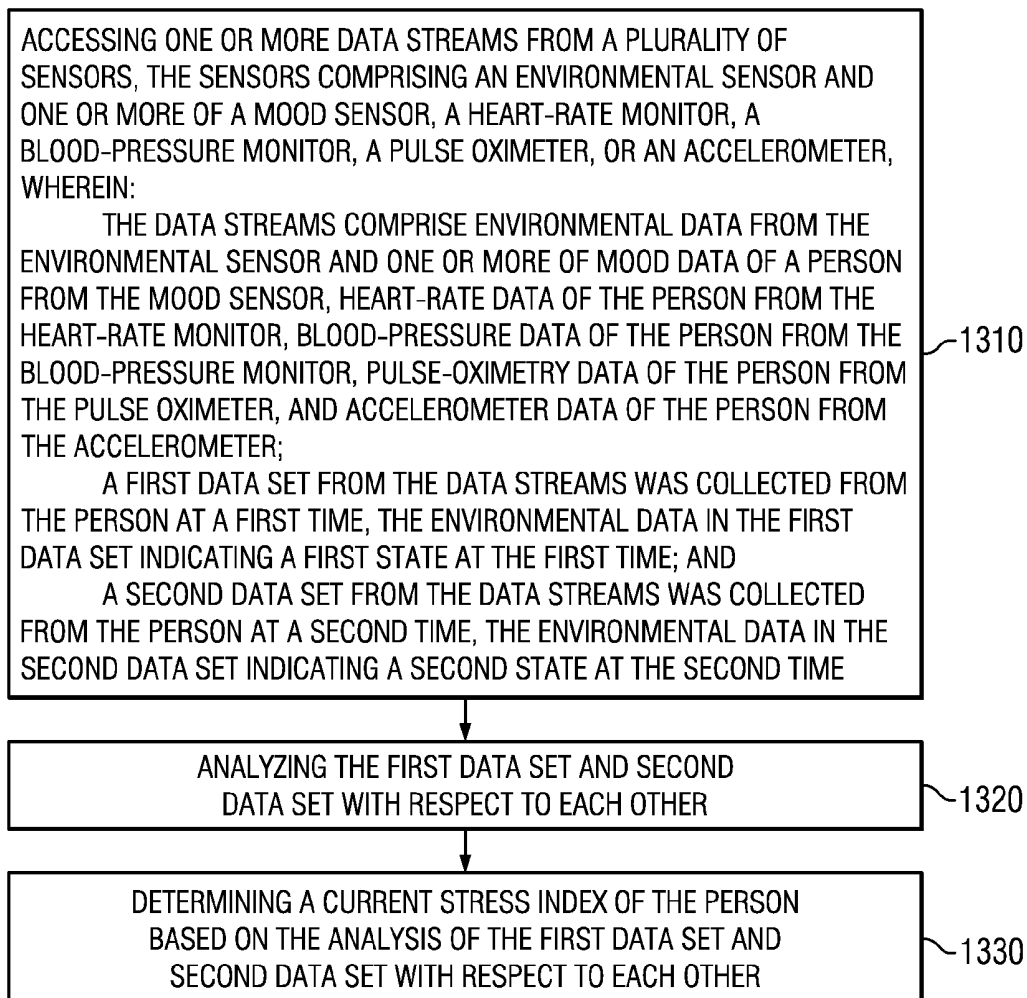 ACCESSING ONE OR MORE DATA STREAMS FROM A PLURALITY OF
SENSORS, THE SENSORS COMPRISING AN ENVIRONMENTAL SENSOR AND
ONE OR MORE OF A MOOD SENSOR, A HEART-RATE MONITOR, A
BLOOD-PRESSURE MONITOR, A PULSE OXIMETER, OR AN ACCELEROMETER,
WHEREIN:
THE DATA STREAMS COMPRISE ENVIRONMENTAL DATA FROM THE
ENVIRONMENTAL SENSOR AND ONE OR MORE OF MOOD DATA OF A PERSON
FROM THE MOOD SENSOR, HEART-RATE DATA OF THE PERSON FROM THE
HEART-RATE MONITOR, BLOOD-PRESSURE DATA OF THE PERSON FROM THE
BLOOD-PRESSURE MONITOR, PULSE-OXIMETRY DATA OF THE PERSON FROM
THE PULSE OXIMETER, AND ACCELEROMETER DATA OF THE PERSON FROM
THE ACCELEROMETER;
A FIRST DATA SET FROM THE DATA STREAMS WAS COLLECTED FROM
THE PERSON AT A FIRST TIME, THE ENVIRONMENTAL DATA IN THE FIRST
DATA SET INDICATING A FIRST STATE AT THE FIRST TIME; AND
A SECOND DATA SET FROM THE DATA STREAMS WAS COLLECTED
FROM THE PERSON AT A SECOND TIME, THE ENVIRONMENTAL DATA IN THE
SECOND DATA SET INDICATING A SECOND STATE AT THE SECOND TIME
1310
ANALYZING THE FIRST DATA SET AND SECOND
DATA SET WITH RESPECT TO EACH OTHER
1320
DETERMINING A CURRENT STRESS INDEX OF THE PERSON
BASED ON THE ANALYSIS OF THE FIRST DATA SET AND
SECOND DATA SET WITH RESPECT TO EACH OTHER
1330